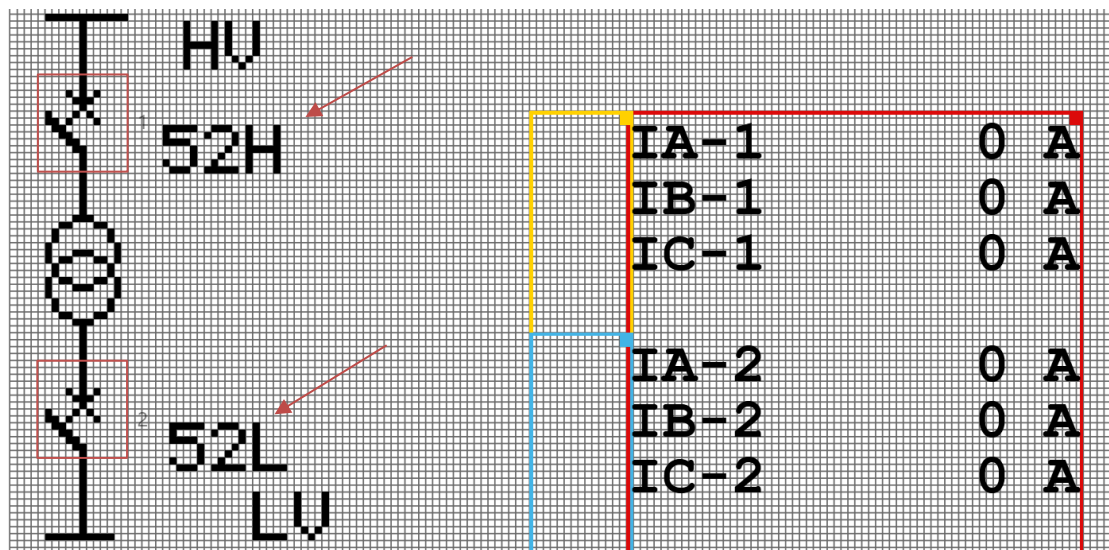 HV
1
52H
2
52L
LV
IA-1 0 A
IB-1 0 A
IC-1 0 A
IA-2 0 A
IB-2 0 A
IC-2 0 A